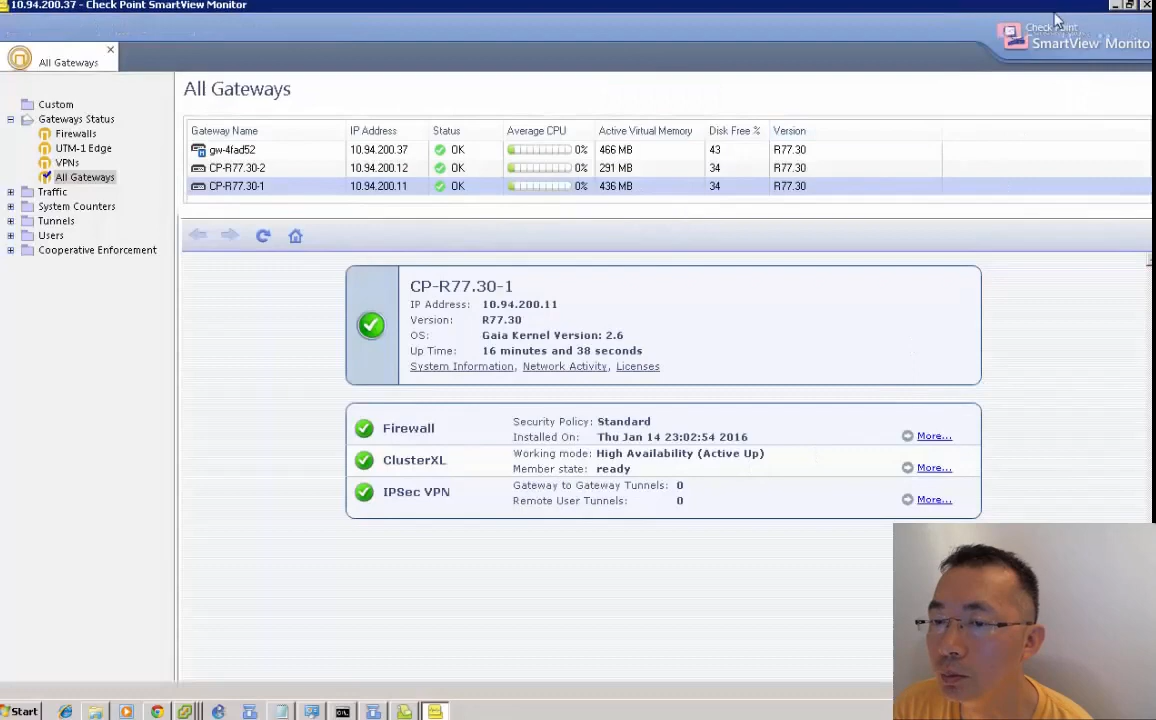 10.94.200.37 - Check Point SmartView Monitor
Check Point
SmartView Monito
All Gateways
All Gateways
Custom
Gateways Status
Firewalls
UTM-1 Edge
VPNs
All Gateways
Traffic
System Counters
Tunnels
Users
Cooperative Enforcement
Gateway Name IP Address Status Average CPU Active Virtual Memory Disk Free % Version
gw-4fad52 10.94.200.37 OK 0% 466 MB 43 R77.30
CP-R77.30-2 10.94.200.12 OK 0% 291 MB 34 R77.30
CP-R77.30-1 10.94.200.11 OK 0% 436 MB 34 R77.30
CP-R77.30-1
IP Address: 10.94.200.11
Version: R77.30
OS: Gaia Kernel Version: 2.6
Up Time: 16 minutes and 38 seconds
System Information, Network Activity, Licenses
Firewall Security Policy: Standard
Installed On: Thu Jan 14 23:02:54 2016 More...
ClusterXL Working mode: High Availability (Active Up)
Member state: ready More...
IPSec VPN Gateway to Gateway Tunnels: 0
Remote User Tunnels: 0 More...
Start